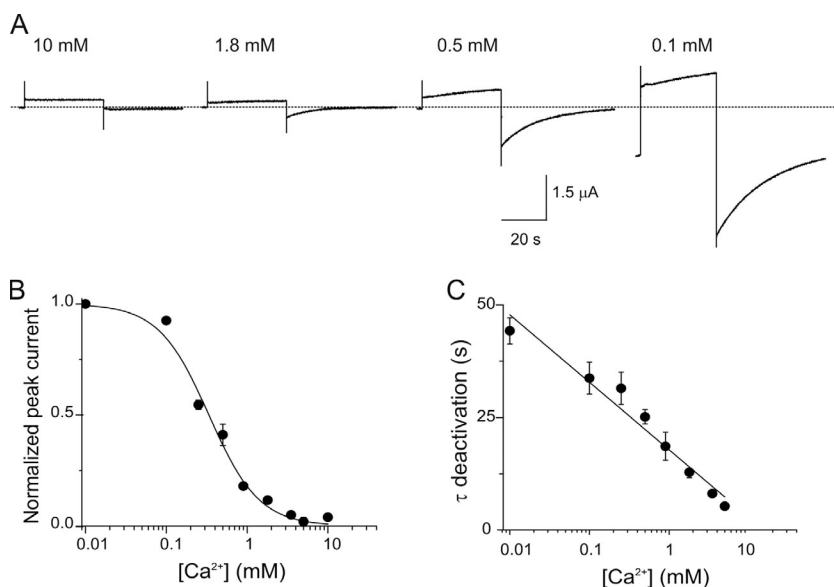 A
10 mM
1.8 mM
0.5 mM
0.1 mM
1.5 µA
20 s
B
Normalized peak current
1.0
0.5
0.0
0.01
0.1
1
10
[Ca²⁺] (mM)
C
τ deactivation (s)
50
25
0
0.01
0.1
1
10
[Ca²⁺] (mM)